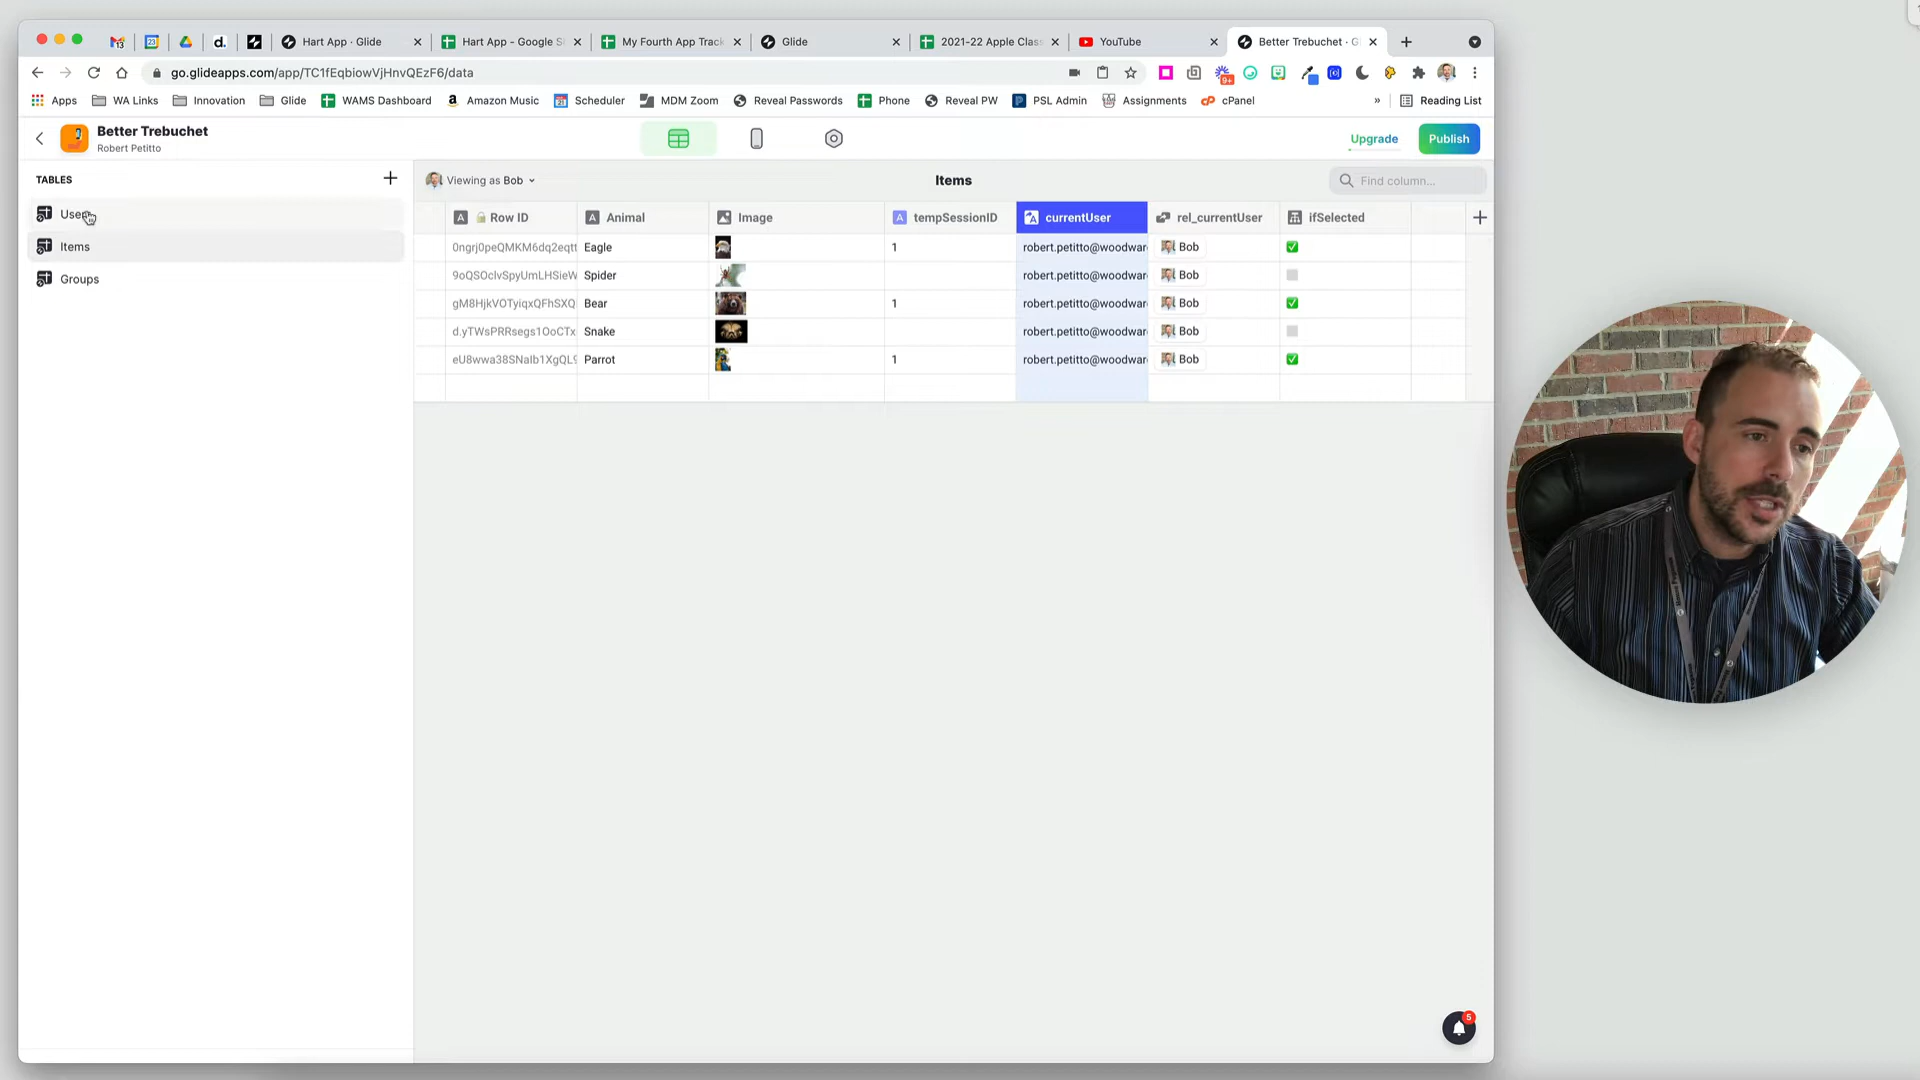 13
23
d.
Hart App · Glide
Hart App - Google S
My Fourth App Track
Glide
2021-22 Apple Class
YouTube
Better Trebuchet · G
go.glideapps.com/app/TC1fEqbiowVjHnvQEzF6/data
9+
Apps
WA Links
Innovation
Glide
WAMS Dashboard
Amazon Music
Scheduler
MDM Zoom
Reveal Passwords
Phone
Reveal PW
PSL Admin
Assignments
cPanel
»
Reading List
Better Trebuchet
Robert Petitto
Upgrade
Publish
TABLES
Viewing as Bob
Items
Find column...
Users
Items
Groups
Row ID
Animal
Image
tempSessionID
currentUser
rel_currentUser
ifSelected
0ngrj0peQMKM6dq2eqtt
Eagle
1
robert.petitto@woodwar
Bob
9oQSOclvSpyUmLHSieW
Spider
robert.petitto@woodwar
Bob
gM8HjkVOTyiqxQFhSXQ
Bear
1
robert.petitto@woodwar
Bob
d.yTWsPRRsegs1OoCTx
Snake
robert.petitto@woodwar
Bob
eU8wwa38SNaIb1XgQL9
Parrot
1
robert.petitto@woodwar
Bob
5